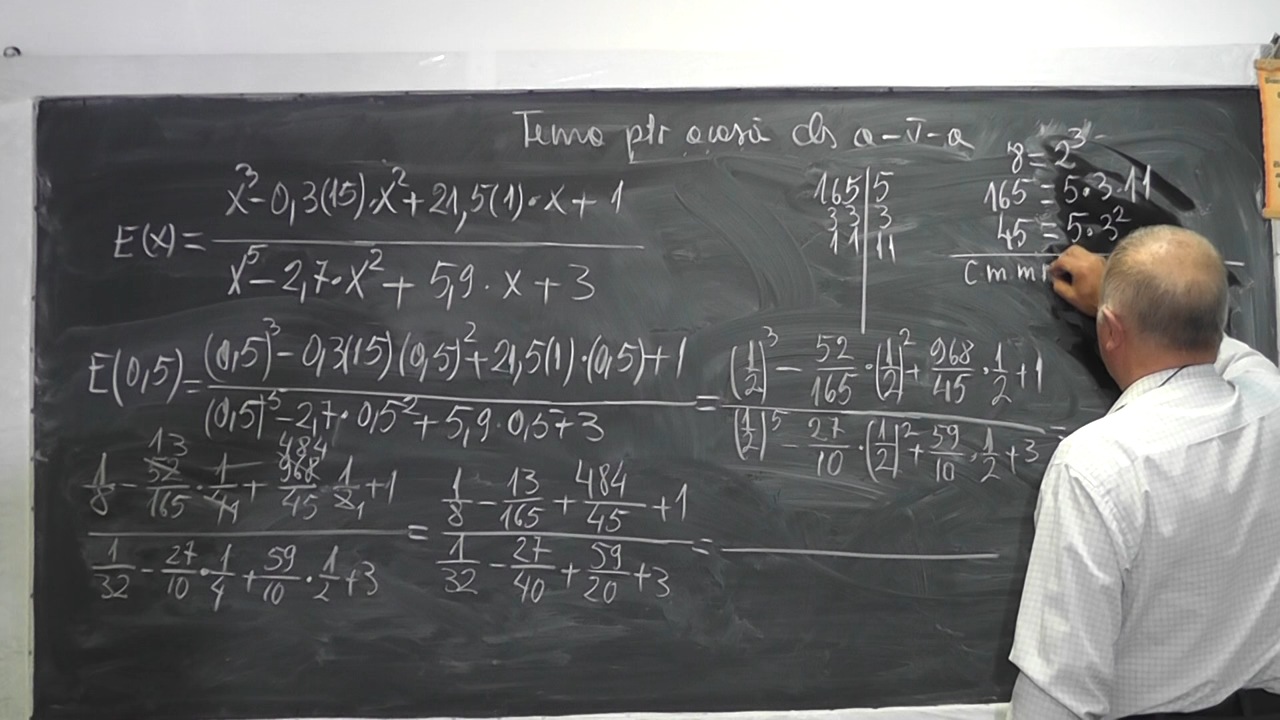 Tema ptr acasă cls a-V-a
E(x) = (x³ - 0,3(15)·x² + 21,5(1)·x + 1) / (x⁵ - 2,7·x² + 5,9·x + 3)
165 | 5
33 | 3
11 | 11
8 = 2³
165 = 5·3·11
45 = 5·3²
c m m
E(0,5) = ((0,5)³ - 0,3(15)(0,5)² + 21,5(1)·(0,5) + 1) / ((0,5)⁵ - 2,7·0,5² + 5,9·0,5 + 3) = ((1/2)³ - 52/165·(1/2)² + 968/45·1/2 + 1) / ((1/2)⁵ - 27/10·(1/2)² + 59/10·1/2 + 3) =
13 484
(1/8 - 52/165·1/4 + 968/45·1/2 + 1) / (1/32 - 27/10·1/4 + 59/10·1/2 + 3) = (1/8 - 13/165 + 484/45 + 1) / (1/32 - 27/40 + 59/20 + 3) =